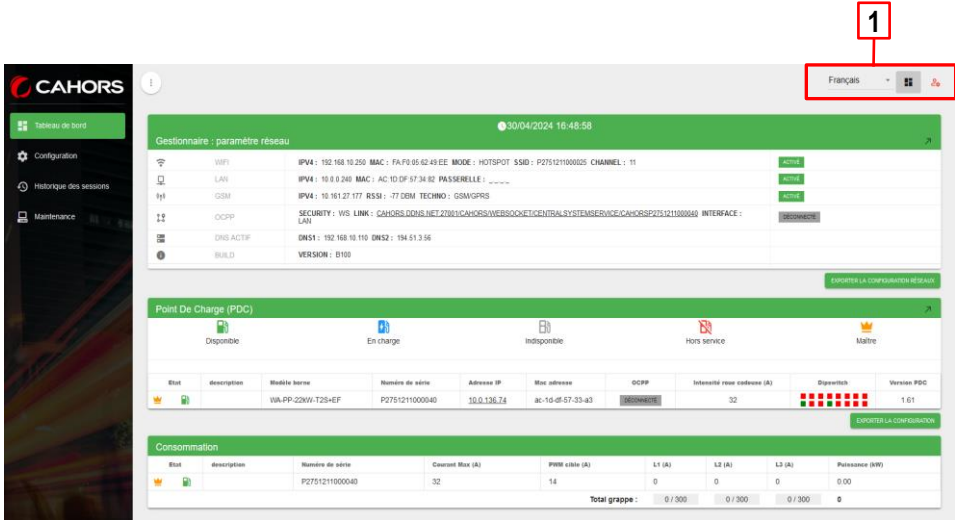 1
CAHORS
Français
Tableau de bord
Configuration
Historique des sessions
Maintenance
30/04/2024 16:48:58
Gestionnaire : paramètre réseau
WIFI IPV4 : 192.168.10.250 MAC : FA:F0:05:62:49:EE MODE : HOTSPOT SSID : P2751211000025 CHANNEL : 11 ACTIVÉ
LAN IPV4 : 10.0.0.240 MAC : AC:1D:DF:57:34:82 PASSERELLE : _._._._ ACTIVÉ
GSM IPV4 : 10.161.27.177 RSSI : -77 DBM TECHNO : GSM/GPRS ACTIVÉ
OCPP SECURITY : WS LINK : CAHORS.DDNS.NET:27001/CAHORS/WEBSOCKET/CENTRALSYSTEMSERVICE/CAHORSP2751211000040 INTERFACE :
LAN DÉCONNECTÉ
DNS ACTIF DNS1 : 192.168.10.110 DNS2 : 194.51.3.56
BUILD VERSION : B100
EXPORTER LA CONFIGURATION RÉSEAUX
Point De Charge (PDC)
Disponible En charge Indisponible Hors service Maître
Etat description Modèle borne Numéro de série Adresse IP Mac adresse OCPP Intensité roue codeuse (A) Dipswitch Version PDC
WA-PP-22kW-T2S+EF P2751211000040 10.0.136.74 ac-1d-df-57-33-a3 DÉCONNECTÉ 32 1.61
EXPORTER LA CONFIGURATION
Consommation
Etat description Numéro de série Courant Max (A) PWM cible (A) L1 (A) L2 (A) L3 (A) Puissance (kW)
P2751211000040 32 14 0 0 0 0.00
Total grappe : 0 / 300 0 / 300 0 / 300 0